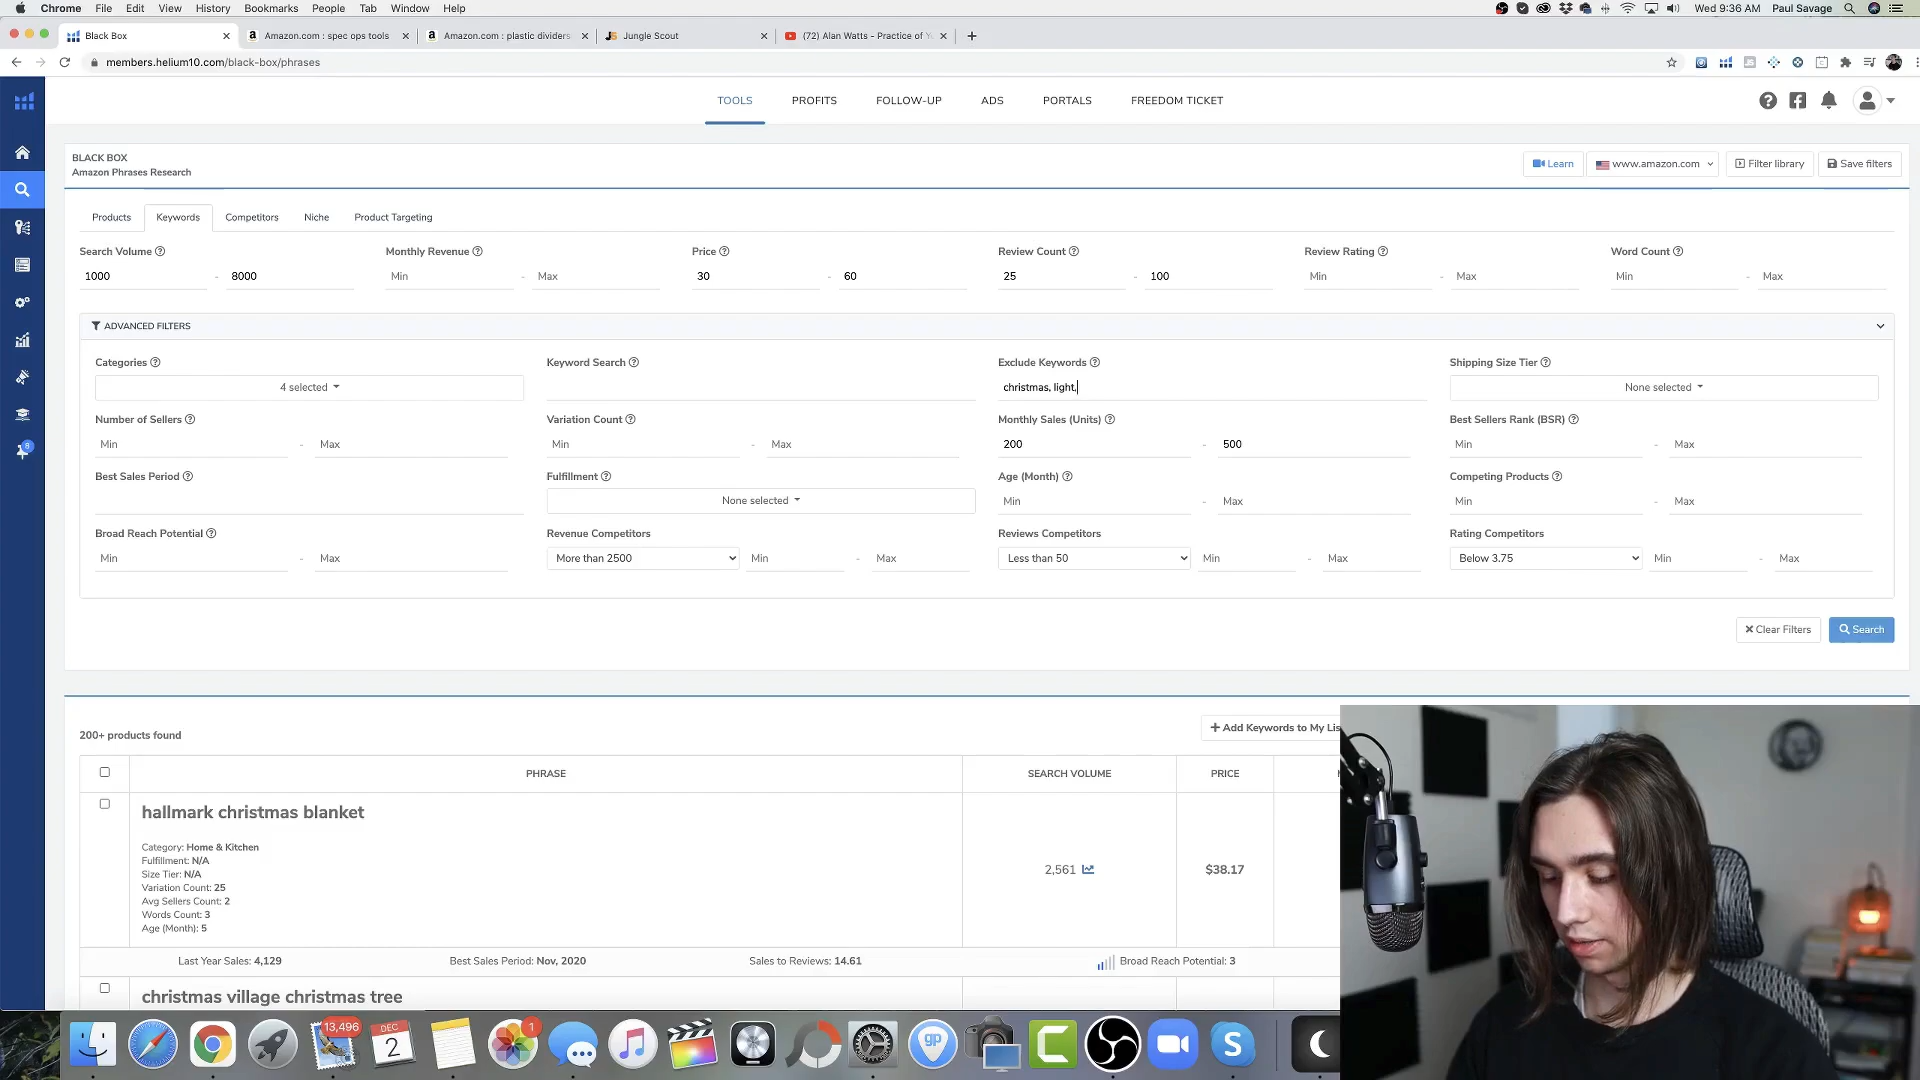 Chrome File Edit View History Bookmarks People Tab Window Help Wed 9:36 AM Paul Savage
Black Box
Amazon.com : spec ops tools
Amazon.com : plastic dividers
Jungle Scout
(72) Alan Watts - Practice of
members.helium10.com/black-box/phrases
TOOLS PROFITS FOLLOW-UP ADS PORTALS FREEDOM TICKET
BLACK BOX
Amazon Phrases Research
Learn www.amazon.com Filter library Save filters
Products Keywords Competitors Niche Product Targeting
Search Volume Monthly Revenue Price Review Count Review Rating Word Count
1000 - 8000 Min - Max 30 - 60 25 - 100 Min - Max Min - Max
ADVANCED FILTERS
Categories Keyword Search Exclude Keywords Shipping Size Tier
4 selected christmas, light, None selected
Number of Sellers Variation Count Monthly Sales (Units) Best Sellers Rank (BSR)
Min - Max Min - Max 200 - 500 Min - Max
Best Sales Period Fulfillment Age (Month) Competing Products
None selected Min - Max Min - Max
Broad Reach Potential Revenue Competitors Reviews Competitors Rating Competitors
Min - Max More than 2500 Min - Max Less than 50 Min - Max Below 3.75 Min - Max
Clear Filters Search
200+ products found
+ Add Keywords to My Lis
PHRASE SEARCH VOLUME PRICE
hallmark christmas blanket
Category: Home & Kitchen
Fulfillment: N/A
Size Tier: N/A
Variation Count: 25
Avg Sellers Count: 2
Words Count: 3
Age (Month): 5
2,561 $38.17
Last Year Sales: 4,129 Best Sales Period: Nov, 2020 Sales to Reviews: 14.61 Broad Reach Potential: 3
christmas village christmas tree
13,496
DEC
2
1
gp
C
S
8